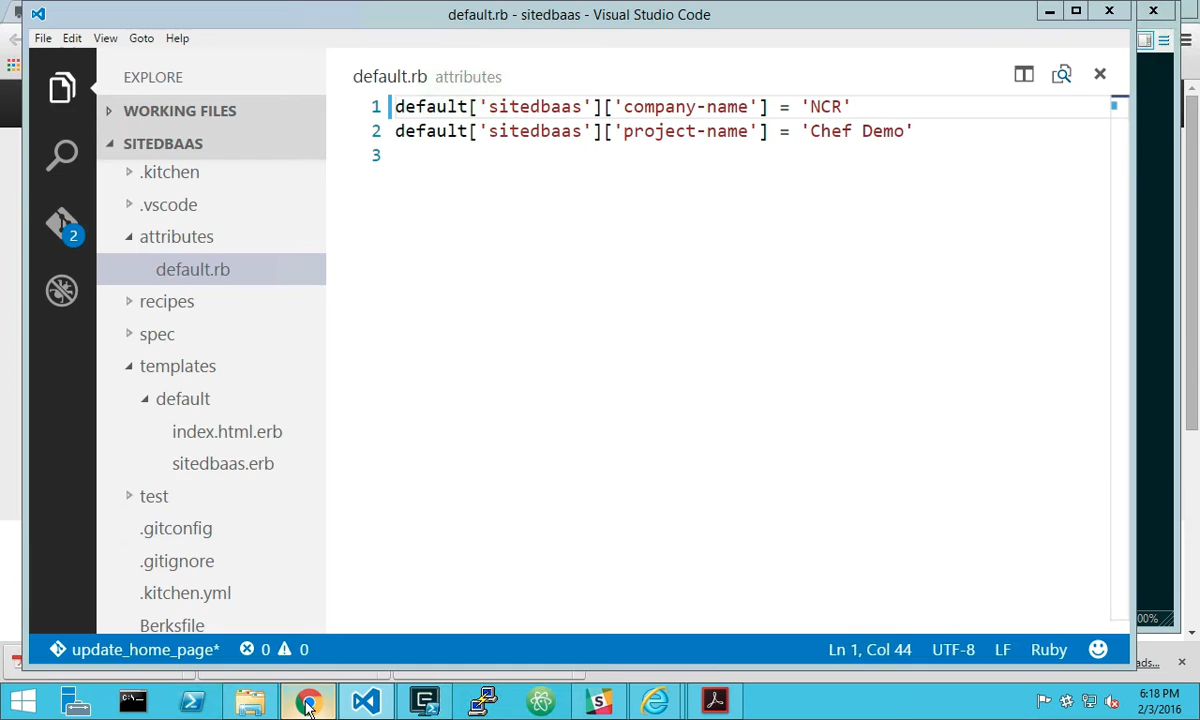 default.rb - sitedbaas - Visual Studio Code
File Edit View Goto Help
EXPLORE
WORKING FILES
SITEDBAAS
.kitchen
.vscode
attributes
default.rb
recipes
spec
templates
default
index.html.erb
sitedbaas.erb
test
.gitconfig
.gitignore
.kitchen.yml
Berksfile
2
default.rb attributes
1 default['sitedbaas']['company-name'] = 'NCR'
2 default['sitedbaas']['project-name'] = 'Chef Demo'
3
update_home_page* 0 0 Ln 1, Col 44 UTF-8 LF Ruby
00%
ads...
6:18 PM
2/3/2016